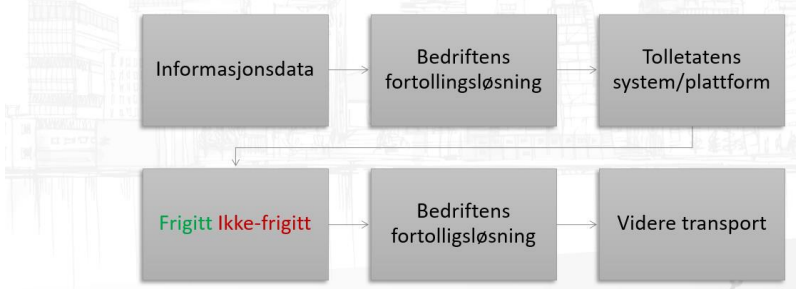 Informasjonsdata
Bedriftens
fortollingsløsning
Tolletatens
system/plattform
Frigitt Ikke-frigitt
Bedriftens
fortolligsløsning
Videre transport